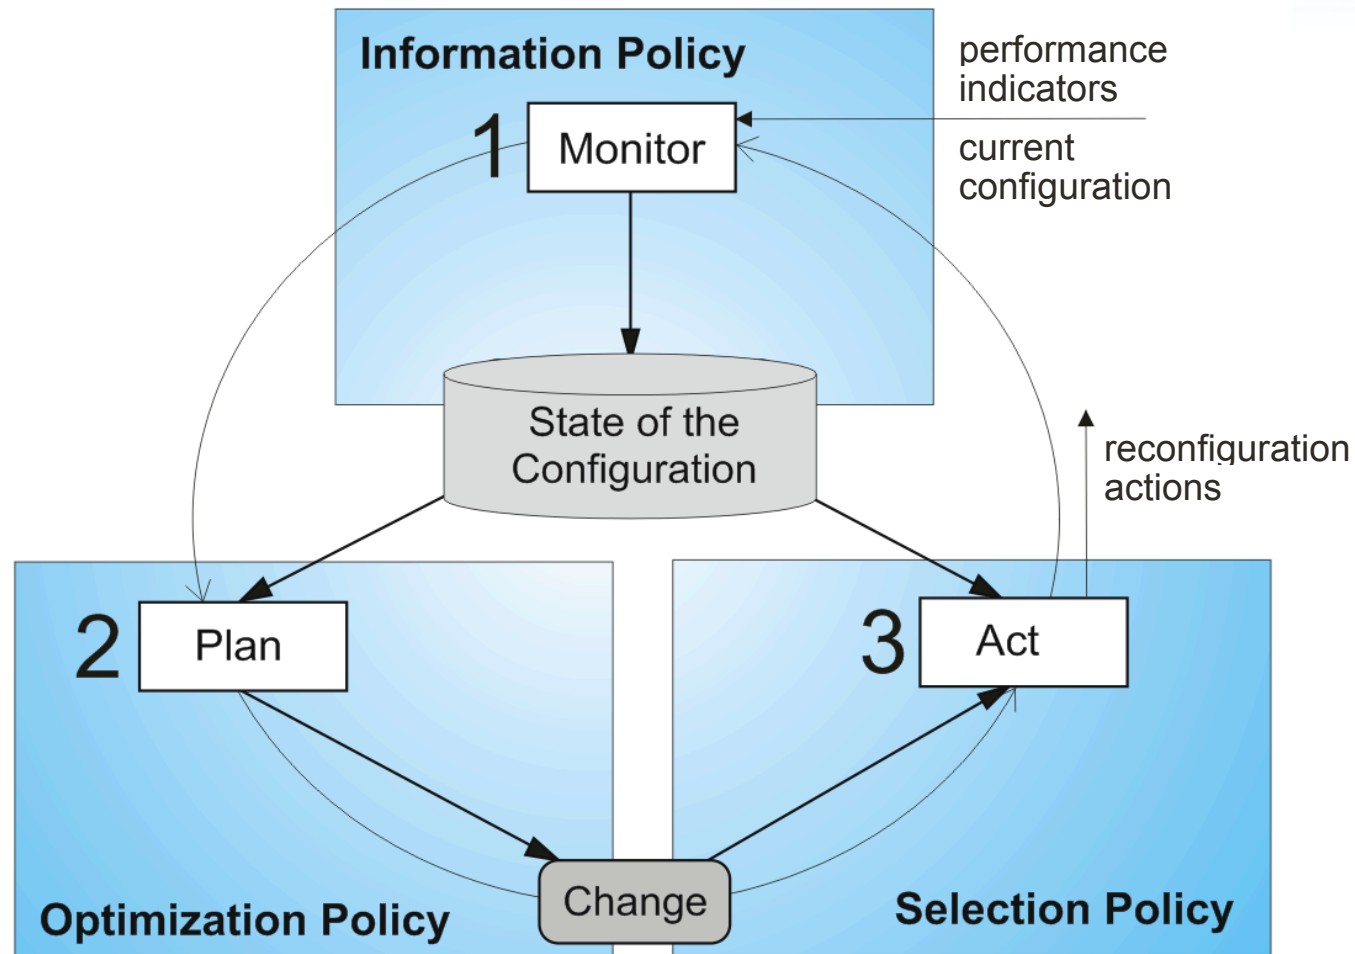 Information Policy
performance
indicators
1
Monitor
current
configuration
State of the
Configuration
reconfiguration
actions
2
Plan
3
Act
Change
Optimization Policy
Selection Policy